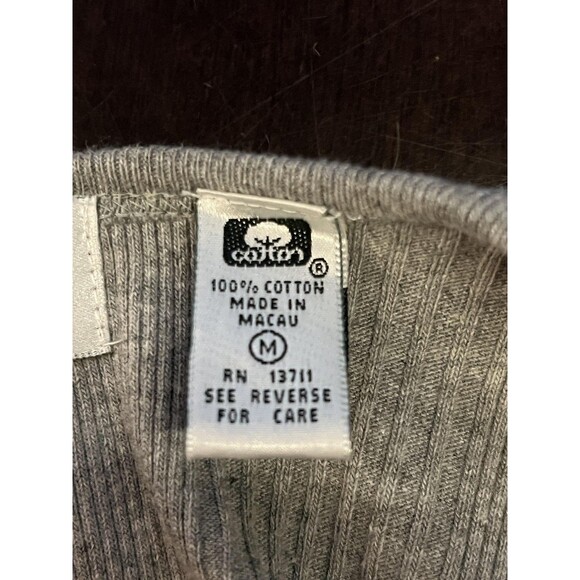 cotton
®
100% COTTON
MADE IN
MACAU
M
RN 13711
SEE REVERSE
FOR CARE